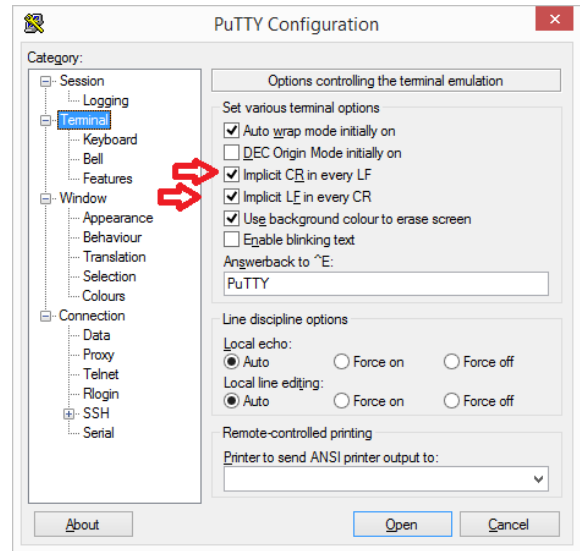 PuTTY Configuration
Category:
Session
Logging
Terminal
Keyboard
Bell
Features
Window
Appearance
Behaviour
Translation
Selection
Colours
Connection
Data
Proxy
Telnet
Rlogin
SSH
Serial
Options controlling the terminal emulation
Set various terminal options
Auto wrap mode initially on
DEC Origin Mode initially on
Implicit CR in every LF
Implicit LF in every CR
Use background colour to erase screen
Enable blinking text
Answerback to ^E:
PuTTY
Line discipline options
Local echo:
Auto Force on Force off
Local line editing:
Auto Force on Force off
Remote-controlled printing
Printer to send ANSI printer output to:
About Open Cancel